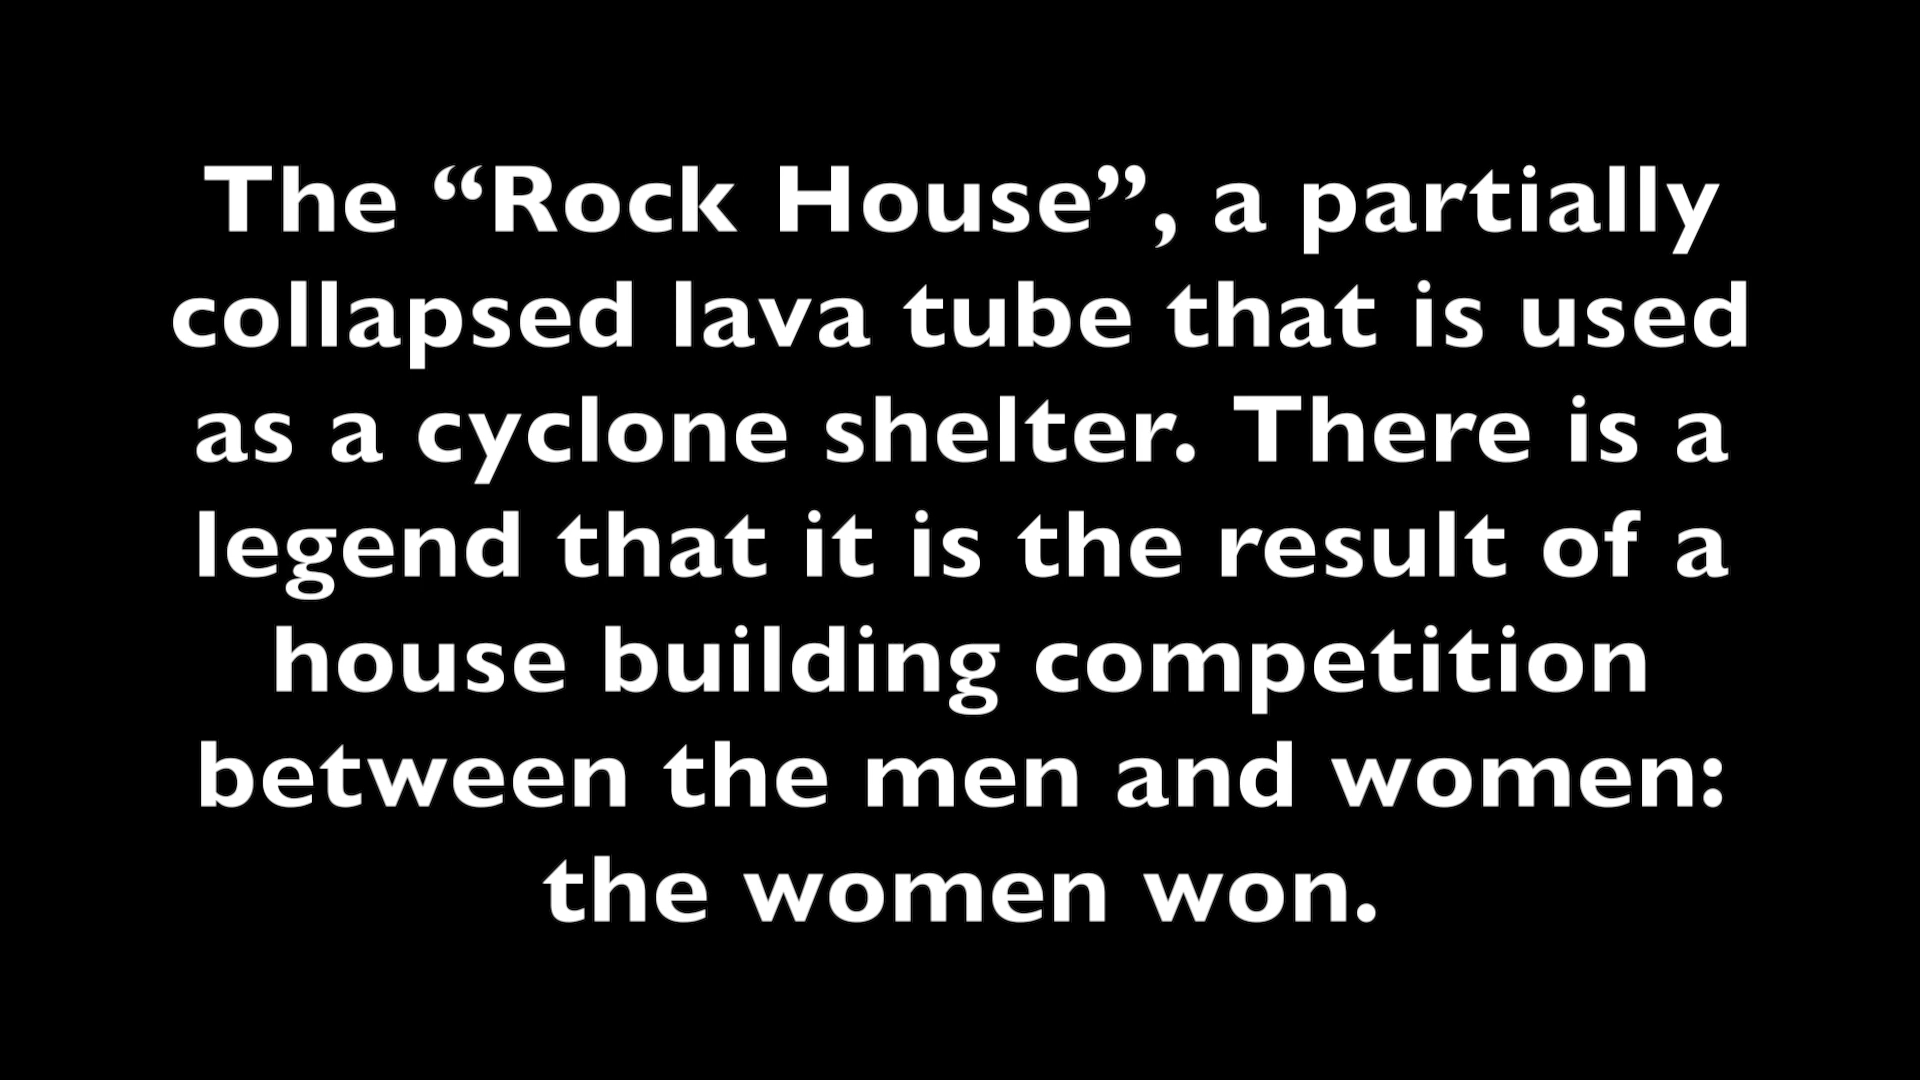 The “Rock House”, a partially
collapsed lava tube that is used
as a cyclone shelter. There is a
legend that it is the result of a
house building competition
between the men and women:
the women won.